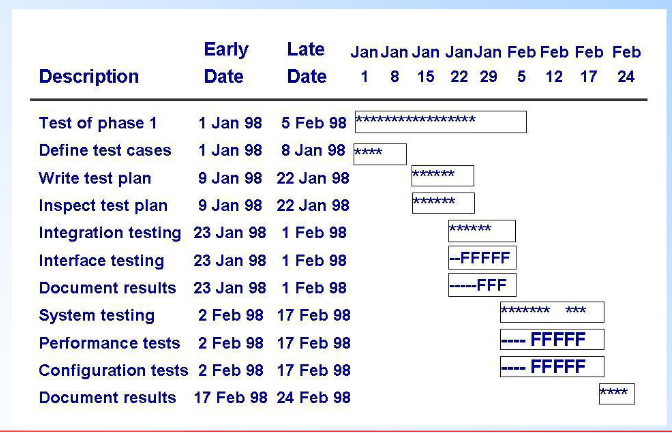 Early Late Jan Jan Jan Jan Jan Feb Feb Feb Feb
Description Date Date 1 8 15 22 29 5 12 17 24
Test of phase 1 1 Jan 98 5 Feb 98 *****************
Define test cases 1 Jan 98 8 Jan 98 ****
Write test plan 9 Jan 98 22 Jan 98 ******
Inspect test plan 9 Jan 98 22 Jan 98 ******
Integration testing 23 Jan 98 1 Feb 98 ******
Interface testing 23 Jan 98 1 Feb 98 --FFFFF
Document results 23 Jan 98 1 Feb 98 -----FFF
System testing 2 Feb 98 17 Feb 98 ******* ***
Performance tests 2 Feb 98 17 Feb 98 ---- FFFFF
Configuration tests 2 Feb 98 17 Feb 98 ---- FFFFF
Document results 17 Feb 98 24 Feb 98 ****